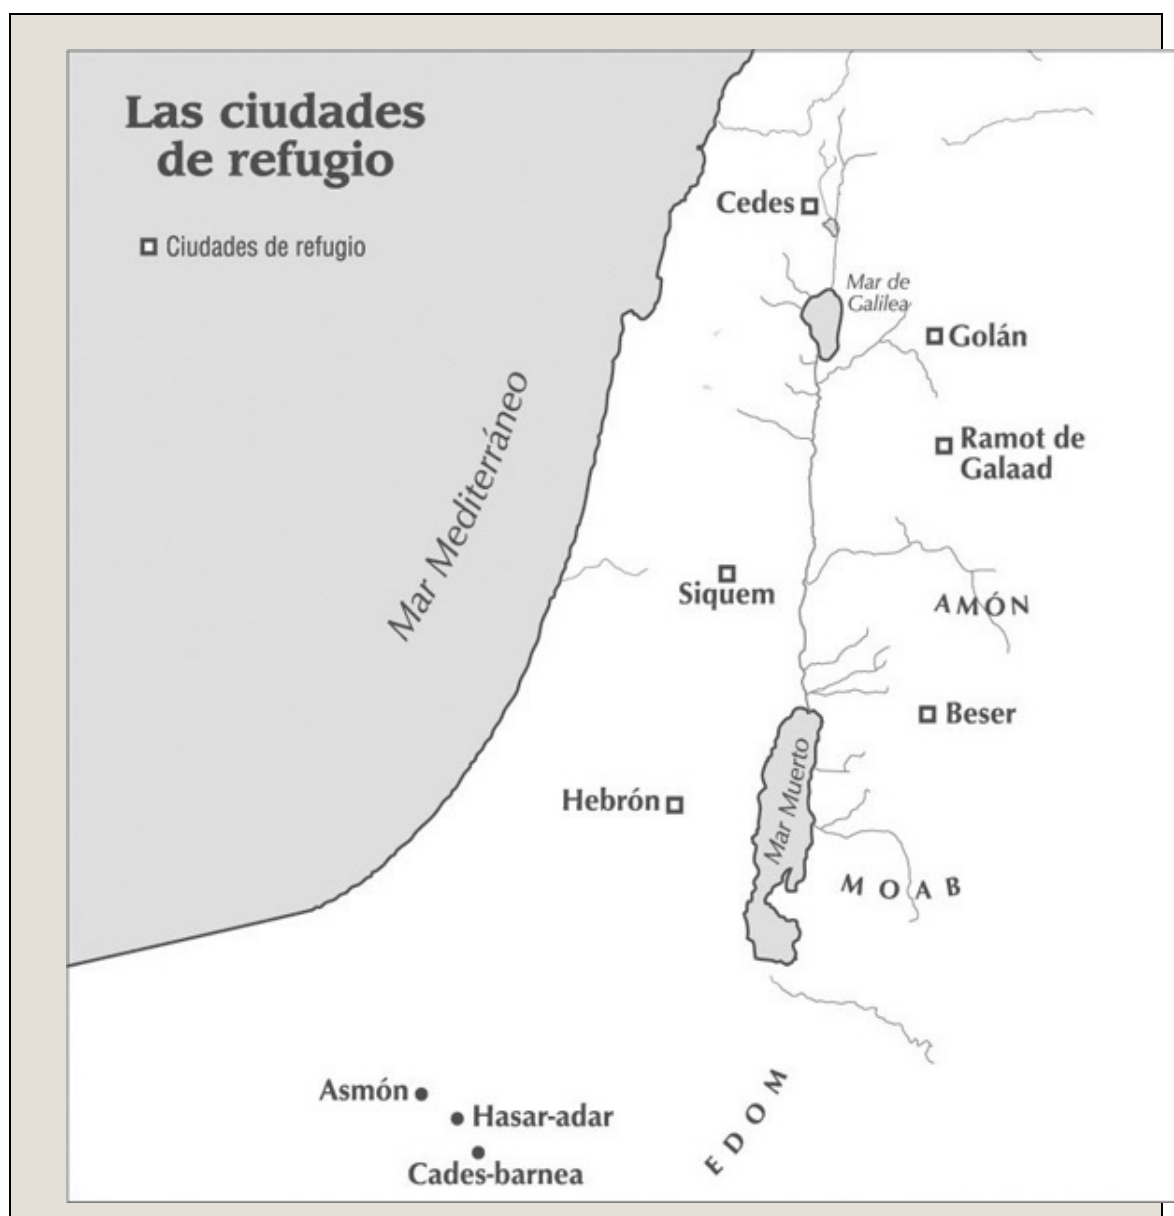 Las ciudades
de refugio
Ciudades de refugio
Cedes
Mar de
Galilea
Golán
Mar Mediterráneo
Ramot de
Galaad
Siquem
AMÓN
Beser
Mar Muerto
Hebrón
MOAB
EDOM
Asmón
Hasar-adar
Cades-barnea